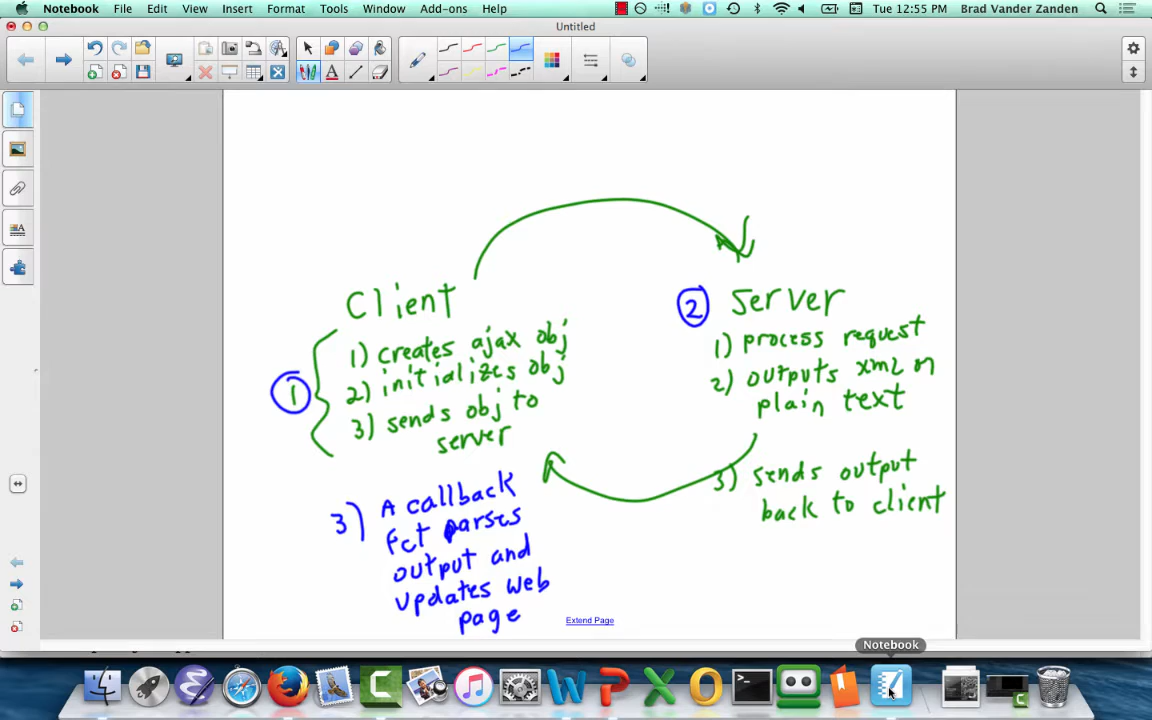 Notebook File Edit View Insert Format Tools Window Add-ons Help Tue 12:55 PM Brad Vander Zanden
Untitled
Client
1) creates ajax obj
2) initializes obj
3) sends obj to
server
1
2
Server
1) process request
2) outputs xml or
plain text
3) sends output
back to client
3) A callback
fct parses
output and
updates web
page
Extend Page
Notebook